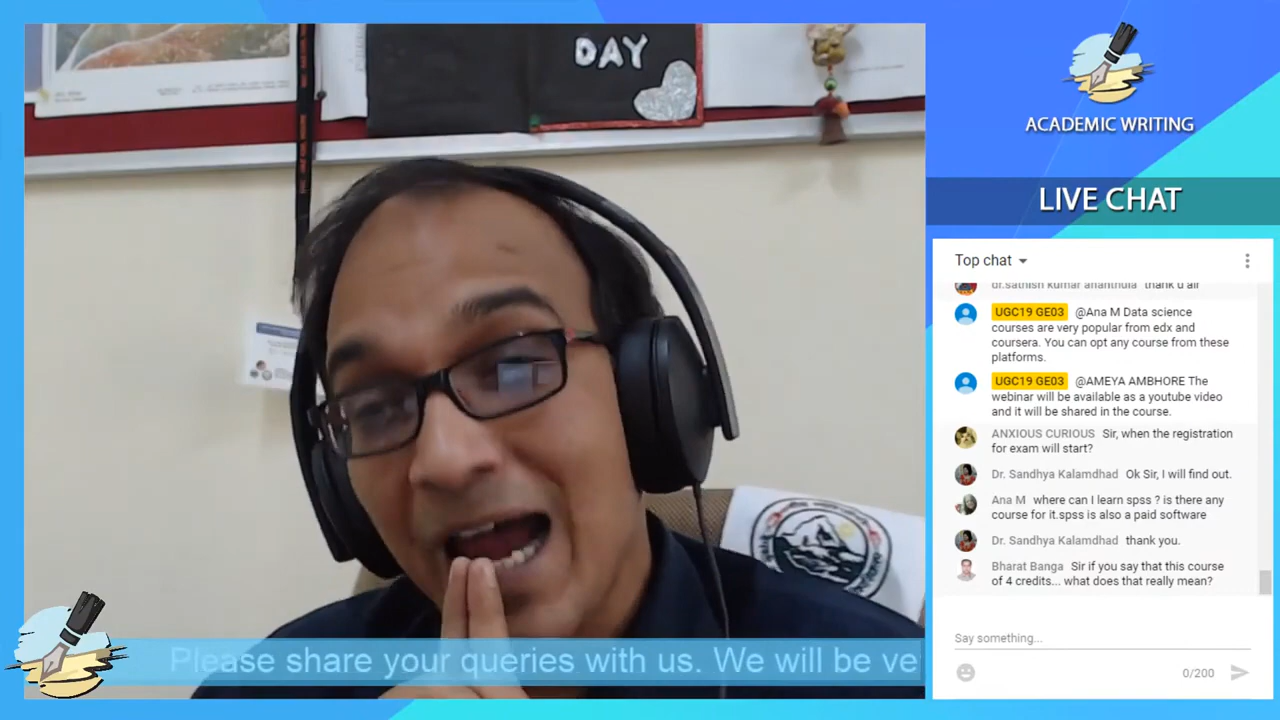 DAY
Please share your queries with us. We will be ve
ACADEMIC WRITING
LIVE CHAT
Top chat
dr.sathish kumar ananthula thank u air
UGC19 GE03 @Ana M Data science
courses are very popular from edx and
coursera. You can opt any course from these
platforms.
UGC19 GE03 @AMEYA AMBHORE The
webinar will be available as a youtube video
and it will be shared in the course.
ANXIOUS CURIOUS Sir, when the registration
for exam will start?
Dr. Sandhya Kalamdhad Ok Sir, I will find out.
Ana M where can I learn spss ? is there any
course for it.spss is also a paid software
Dr. Sandhya Kalamdhad thank you.
Bharat Banga Sir if you say that this course
of 4 credits... what does that really mean?
Say something...
0/200